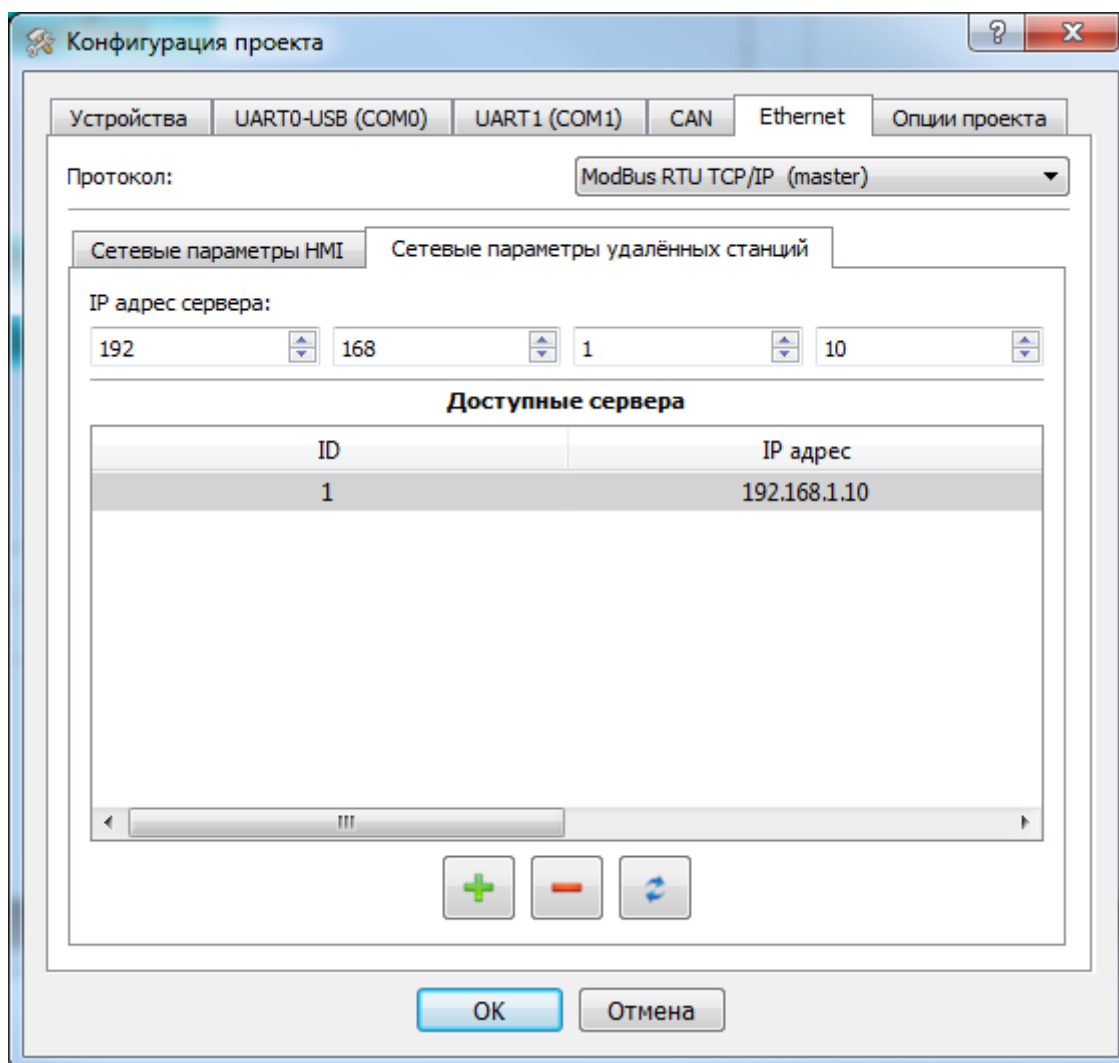 Конфигурация проекта
Устройства UART0-USB (COM0) UART1 (COM1) CAN Ethernet Опции проекта
Протокол: ModBus RTU TCP/IP (master)
Сетевые параметры HMI Сетевые параметры удалённых станций
IP адрес сервера:
192 168 1 10
Доступные сервера
ID IP адрес
1 192.168.1.10
OK Отмена